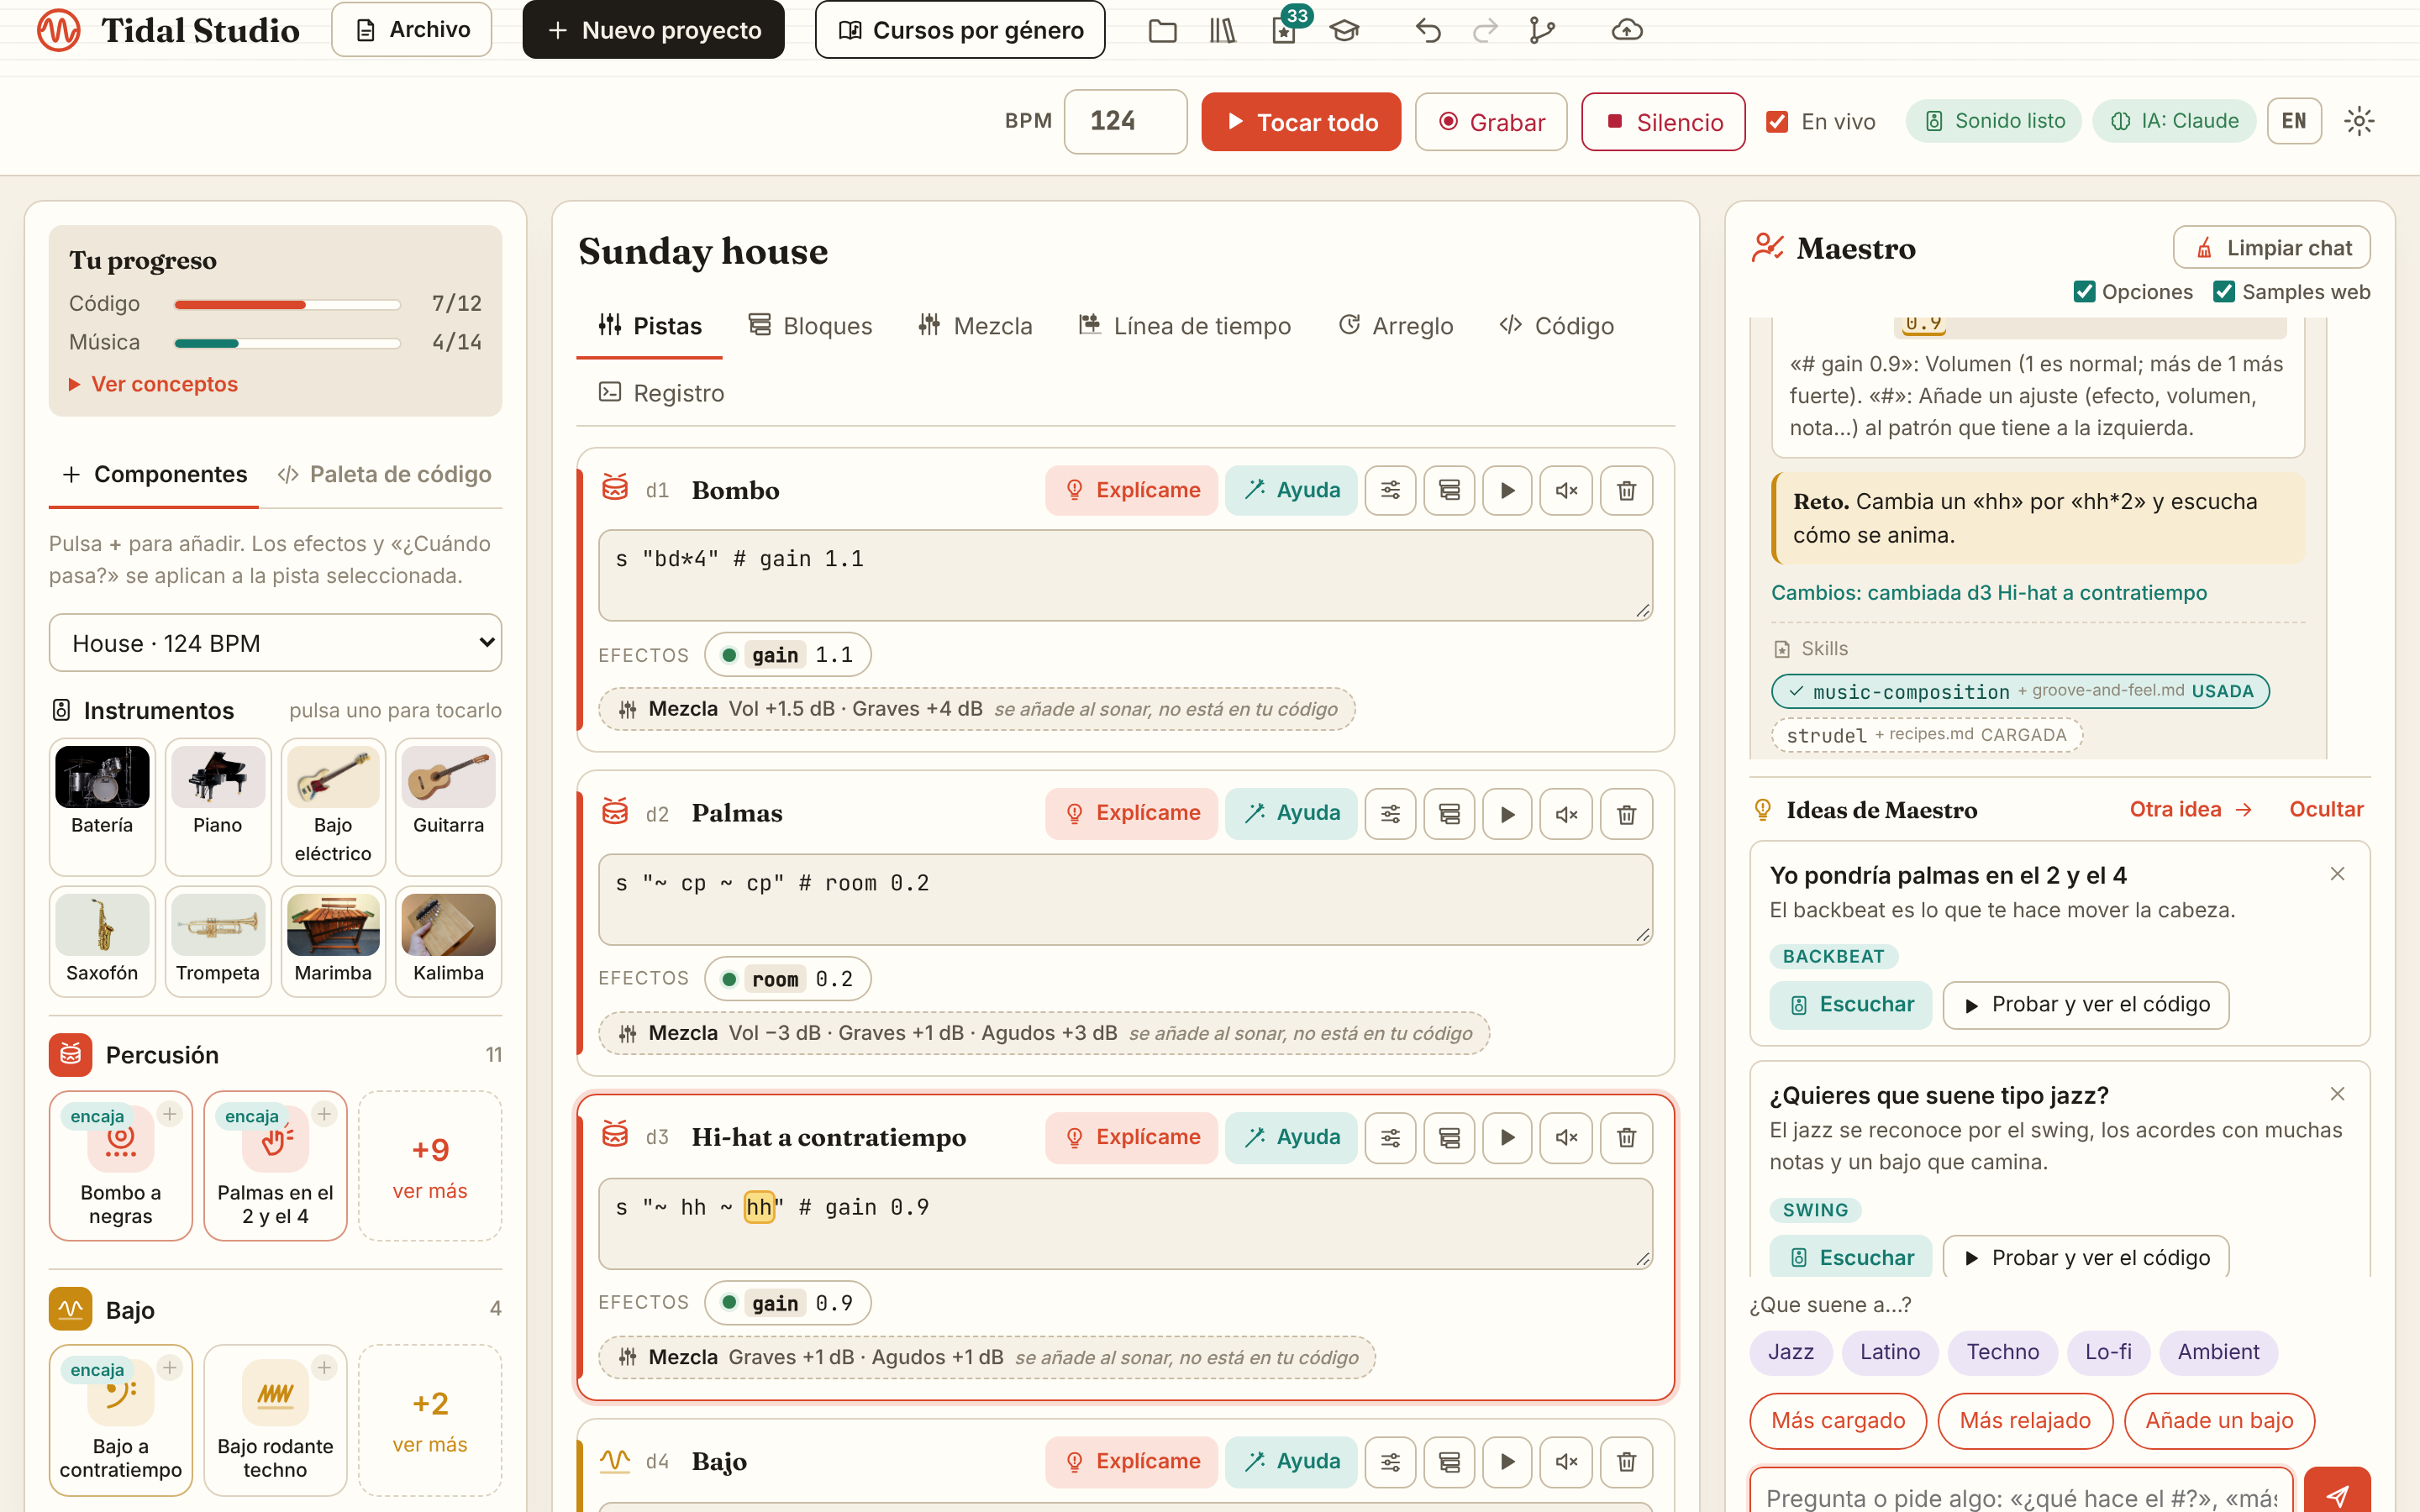 Tidal Studio
Archivo
Nuevo proyecto
Cursos por género
33
BPM
124
Tocar todo
Grabar
Silencio
En vivo
Sonido listo
IA: Claude
EN
Tu progreso
Código 7/12
Música 4/14
Ver conceptos
Componentes
Paleta de código
Pulsa + para añadir. Los efectos y «¿Cuándo
pasa?» se aplican a la pista seleccionada.
House · 124 BPM
Instrumentos pulsa uno para tocarlo
Batería
Piano
Bajo
eléctrico
Guitarra
Saxofón
Trompeta
Marimba
Kalimba
Percusión 11
encaja
Bombo a
negras
encaja
Palmas en el
2 y el 4
+9
ver más
Bajo 4
encaja
Bajo a
contratiempo
Bajo rodante
techno
+2
ver más
Sunday house
Pistas
Bloques
Mezcla
Línea de tiempo
Arreglo
Código
Registro
d1 Bombo
Explícame
Ayuda
s "bd*4" # gain 1.1
EFECTOS gain 1.1
Mezcla Vol +1.5 dB · Graves +4 dB se añade al sonar, no está en tu código
d2 Palmas
Explícame
Ayuda
s "~ cp ~ cp" # room 0.2
EFECTOS room 0.2
Mezcla Vol −3 dB · Graves +1 dB · Agudos +3 dB se añade al sonar, no está en tu código
d3 Hi-hat a contratiempo
Explícame
Ayuda
s "~ hh ~ hh" # gain 0.9
EFECTOS gain 0.9
Mezcla Graves +1 dB · Agudos +1 dB se añade al sonar, no está en tu código
d4 Bajo
Explícame
Ayuda
Maestro
Limpiar chat
Opciones
Samples web
0.9
«# gain 0.9»: Volumen (1 es normal; más de 1 más
fuerte). «#»: Añade un ajuste (efecto, volumen,
nota…) al patrón que tiene a la izquierda.
Reto. Cambia un «hh» por «hh*2» y escucha
cómo se anima.
Cambios: cambiada d3 Hi-hat a contratiempo
Skills
music-composition + groove-and-feel.md USADA
strudel + recipes.md CARGADA
Ideas de Maestro
Otra idea →
Ocultar
Yo pondría palmas en el 2 y el 4
El backbeat es lo que te hace mover la cabeza.
BACKBEAT
Escuchar
Probar y ver el código
¿Quieres que suene tipo jazz?
El jazz se reconoce por el swing, los acordes con muchas
notas y un bajo que camina.
SWING
Escuchar
Probar y ver el código
¿Que suene a…?
Jazz
Latino
Techno
Lo-fi
Ambient
Más cargado
Más relajado
Añade un bajo
Pregunta o pide algo: «¿qué hace el #?», «más